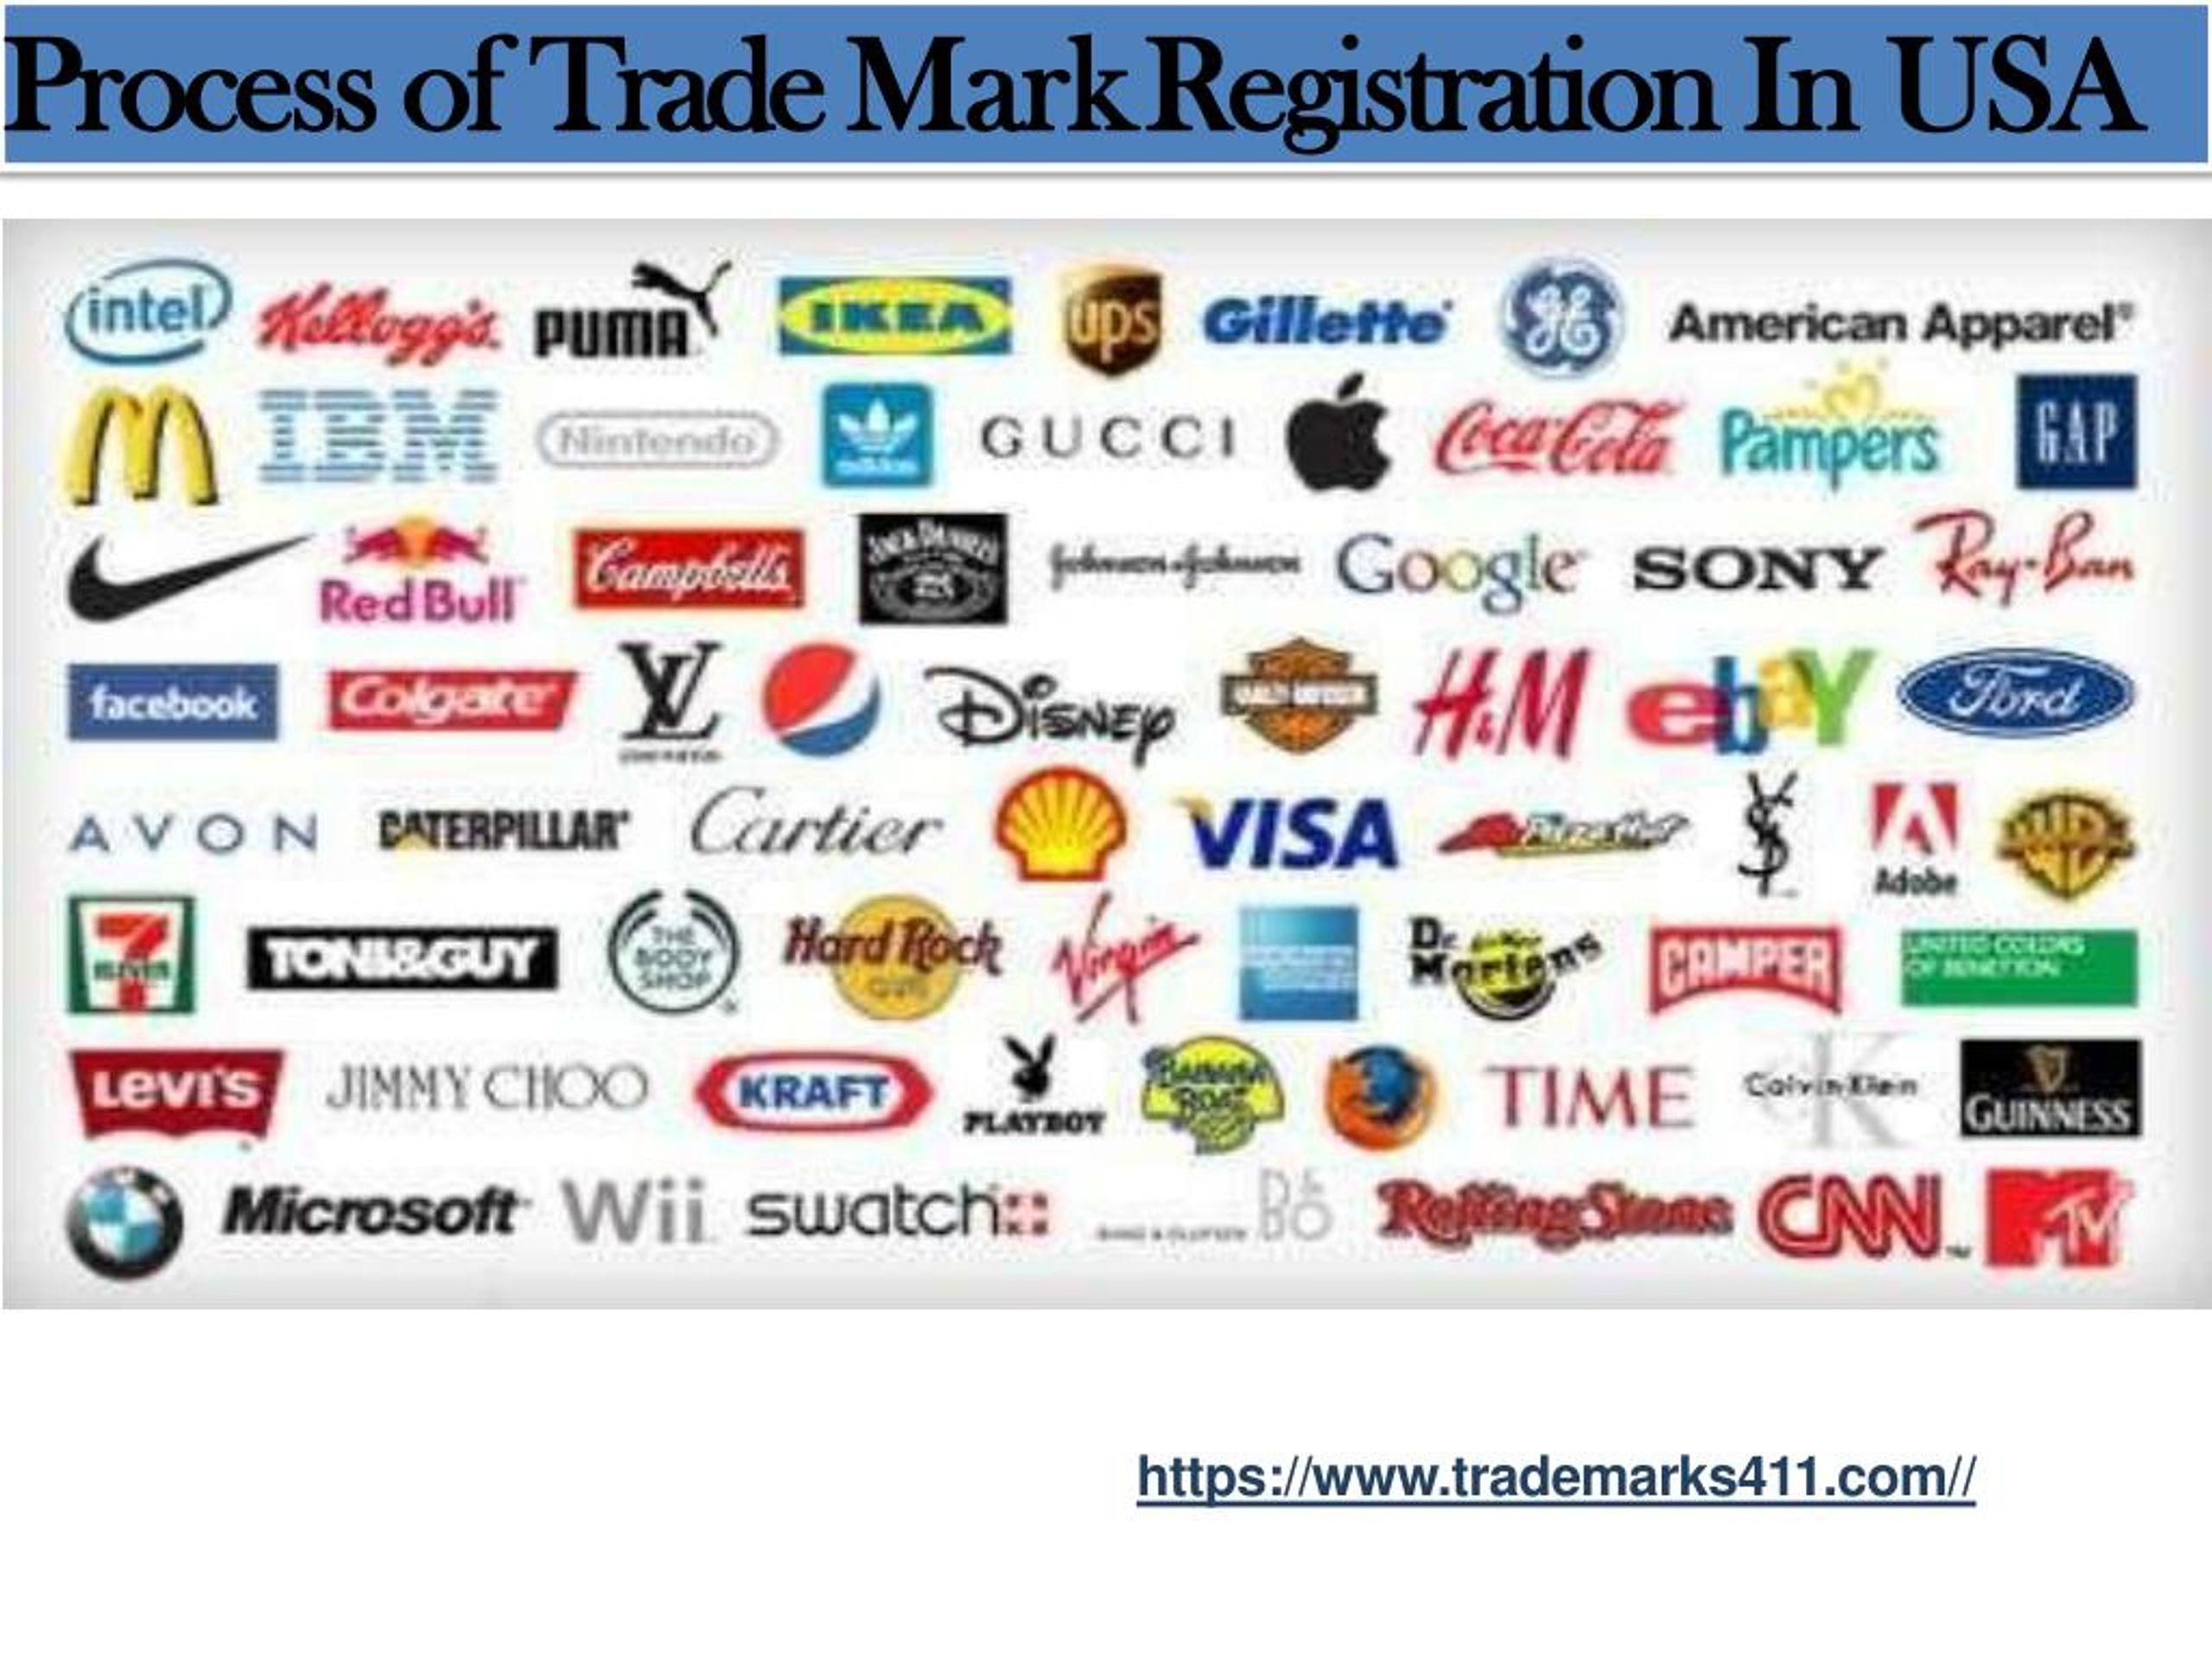 Process of Trade Mark Registration In USA
intel Kellogg's PUMA IKEA ups Gillette GE American Apparel®
M IBM Nintendo adidas GUCCI Coca-Cola Pampers GAP
Red Bull Campbell's JACK DANIEL'S Johnson & Johnson Google SONY Ray-Ban
facebook Colgate LV Disney HARLEY-DAVIDSON H&M ebaY Ford
AVON CATERPILLAR® Cartier VISA Pizza Hut YSL Adobe WB
7 ELEVEN TONI&GUY THE BODY SHOP Hard Rock CAFE Virgin Dr. Martens CAMPER UNITED COLORS OF BENETTON
LEVI'S JIMMY CHOO KRAFT PLAYBOY BANANA BOAT TIME Calvin Klein CK GUINNESS
BMW Microsoft Wii swatch BANG & OLUFSEN B&O Rolling Stone CNN MTV
https://www.trademarks411.com//